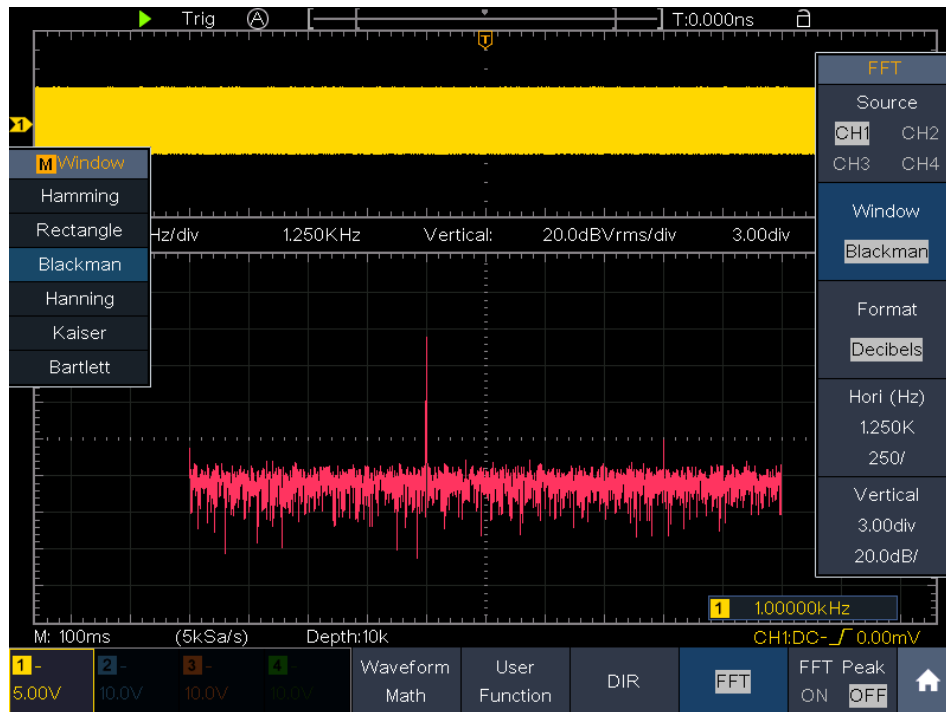 Trig A T:0.000ns
T
FFT
Source
1
CH1 CH2
CH3 CH4
M Window
Hamming
Rectangle
Blackman
Hanning
Kaiser
Bartlett
Hz/div 1.250KHz Vertical: 20.0dBVrms/div 3.00div
Window
Blackman
Format
Decibels
Hori (Hz)
1.250K
250/
Vertical
3.00div
20.0dB/
1 1.00000kHz
M: 100ms (5kSa/s) Depth:10k CH1:DC- 0.00mV
1 -
5.00V
2 -
10.0V
3 -
10.0V
4 -
10.0V
Waveform
Math
User
Function
DIR
FFT
FFT Peak
ON OFF